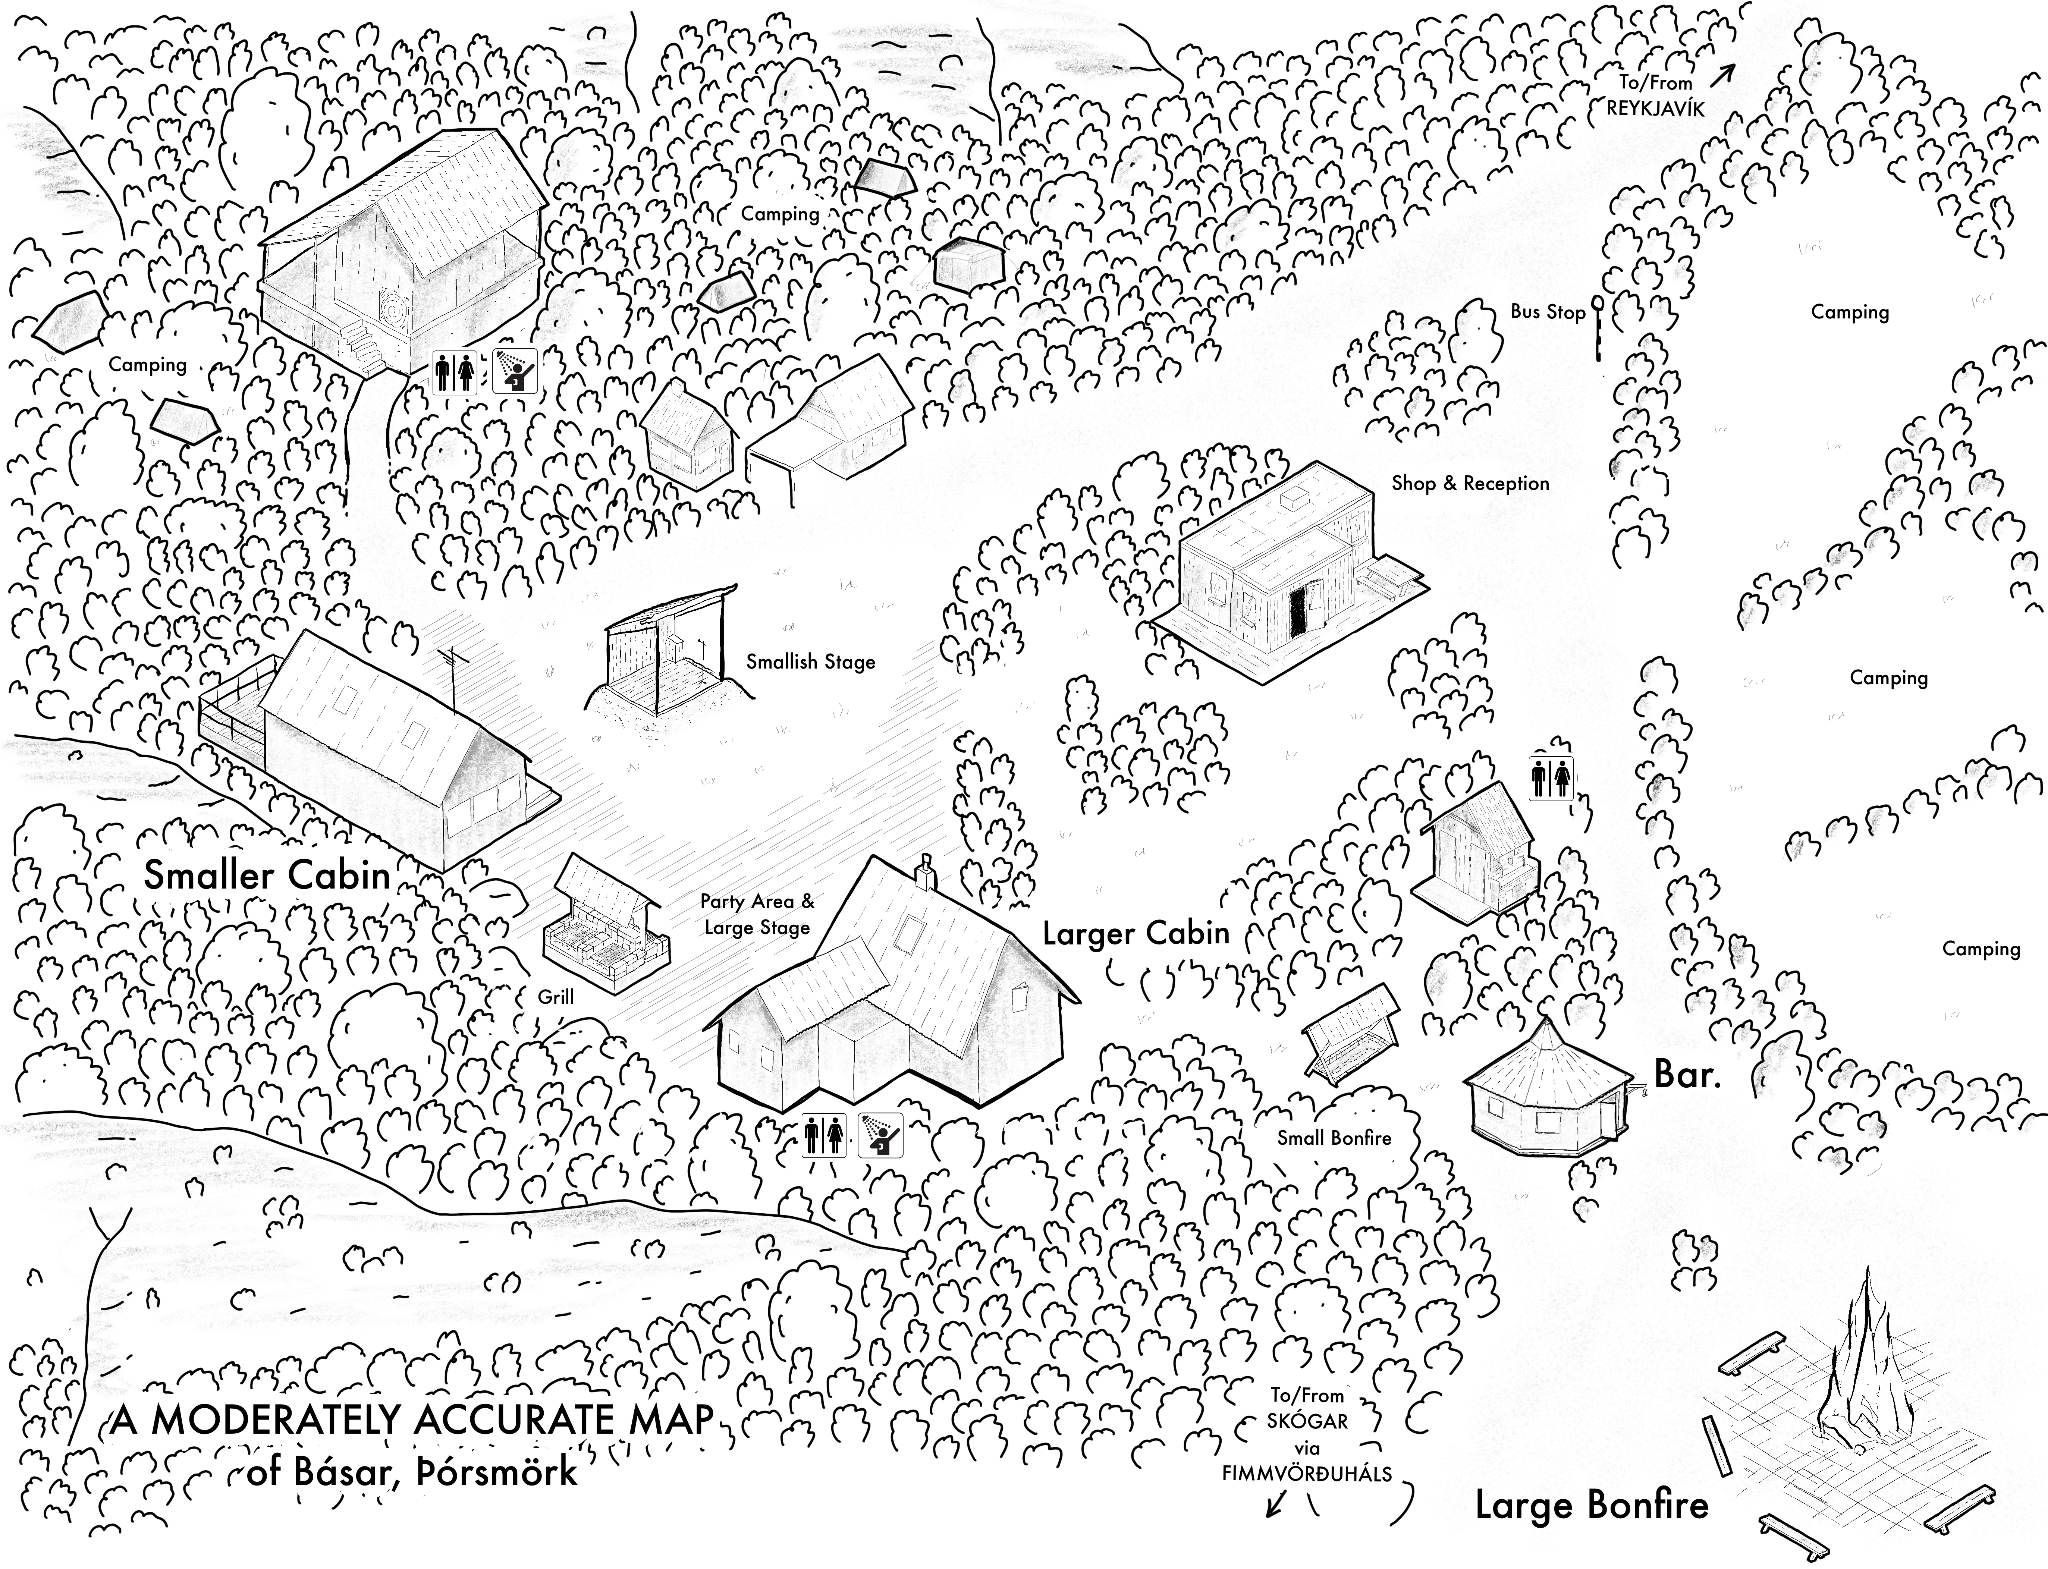 To/From
REYKJAVÍK
Camping
Bus Stop
Camping
Camping
Shop & Reception
Smallish Stage
Camping
Smaller Cabin
Party Area &
Large Stage
Larger Cabin
Camping
Grill
Bar.
Small Bonfire
To/From
SKÓGAR
via
FIMMVÖRÐUHÁLS
A MODERATELY ACCURATE MAP
of Básar, Þórsmörk
Large Bonfire